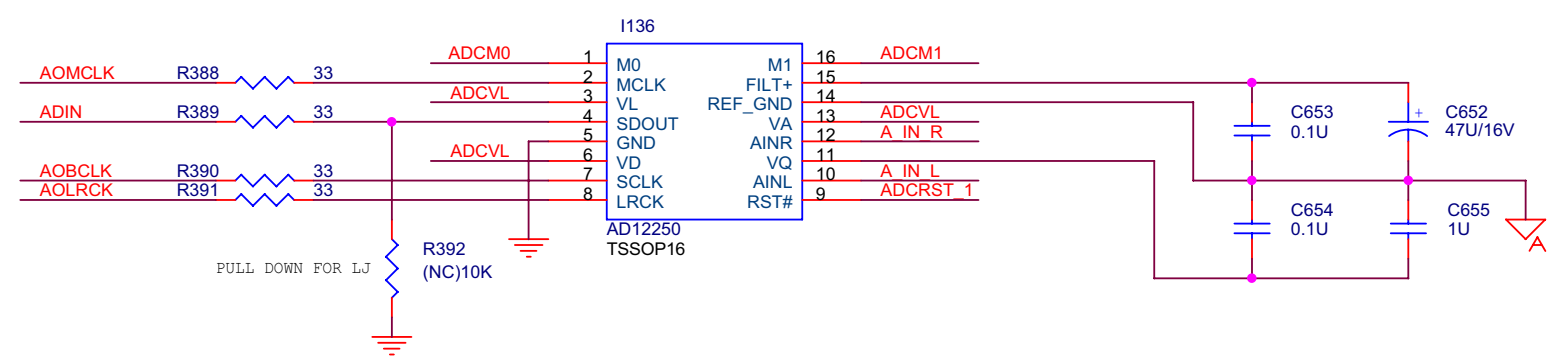 I136
ADCM0 1 M0 M1 16 ADCM1
AOMCLK R388 33 2 MCLK FILT+ 15
ADCVL 3 VL REF_GND 14
ADIN R389 33 4 SDOUT VA 13 ADCVL
5 GND AINR 12 A_IN_R
ADCVL 6 VD VQ 11
AOBCLK R390 33 7 SCLK AINL 10 A_IN_L
AOLRCK R391 33 8 LRCK RST# 9 ADCRST_1
AD12250
TSSOP16
C653
0.1U
+ C652
47U/16V
C654
0.1U
C655
1U
A
R392
(NC)10K
PULL DOWN FOR LJ